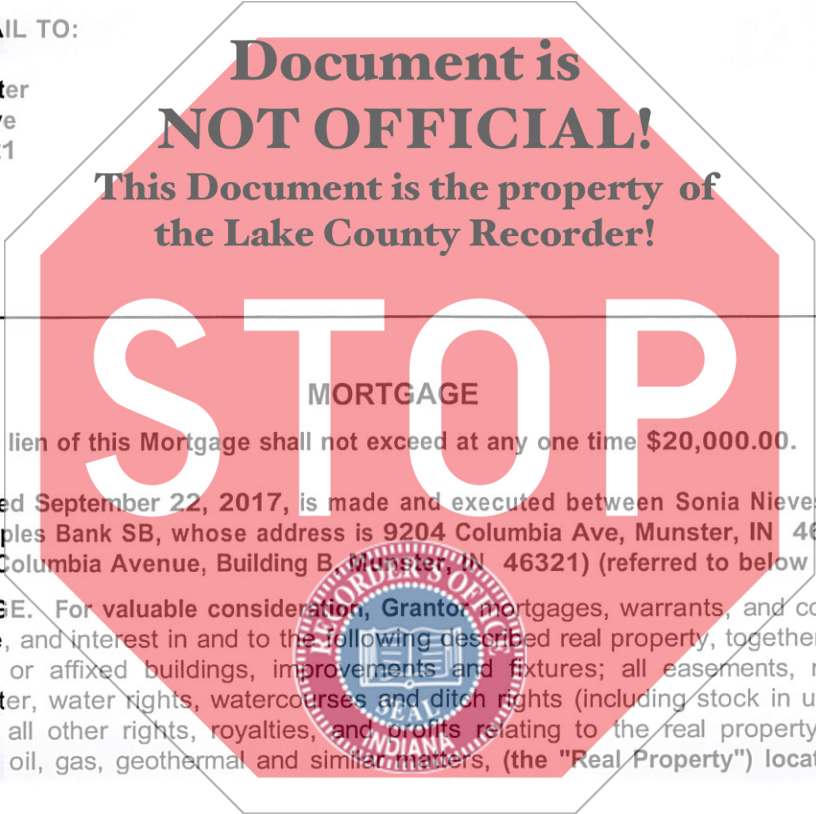 IL TO:
Document is
ter
NOT OFFICIAL!
e
1
This Document is the property of
the Lake County Recorder!
STOP
MORTGAGE
lien of this Mortgage shall not exceed at any one time $20,000.00.
ed September 22, 2017, is made and executed between Sonia Nieves
ples Bank SB, whose address is 9204 Columbia Ave, Munster, IN 46
Columbia Avenue, Building B, Munster, IN 46321) (referred to below
GE. For valuable consideration, Grantor mortgages, warrants, and co
, and interest in and to the following described real property, together
or affixed buildings, improvements and fixtures; all easements, r
ter, water rights, watercourses and ditch rights (including stock in u
all other rights, royalties, and profits relating to the real property
oil, gas, geothermal and similar matters, (the "Real Property") locat
RECORDER'S OFFICE
SEAL
INDIANA